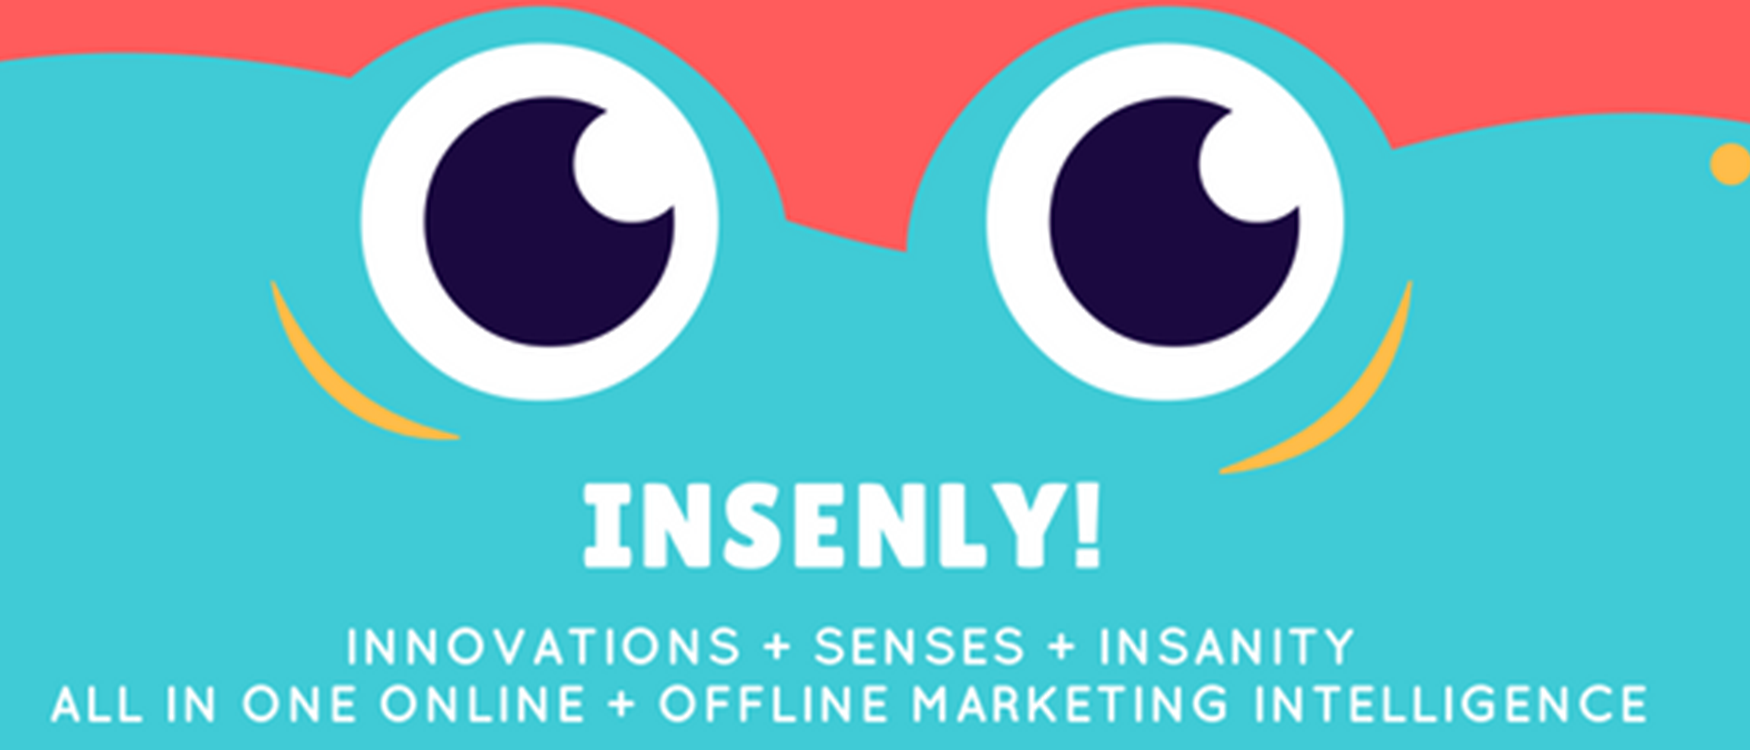 INSENLY!
INNOVATIONS + SENSES + INSANITY
ALL IN ONE ONLINE + OFFLINE MARKETING INTELLIGENCE